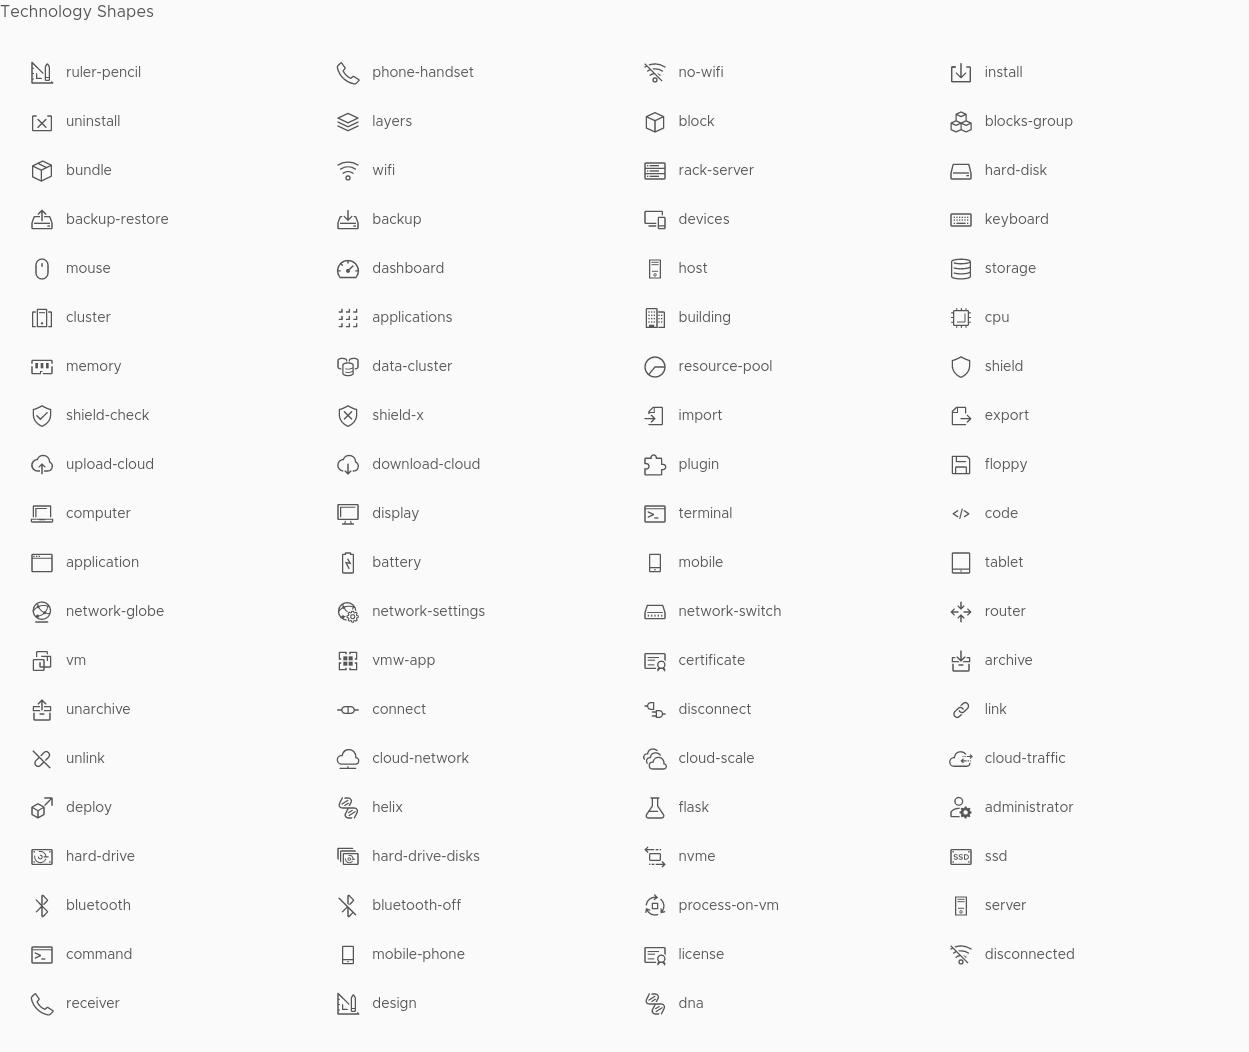 Technology Shapes
ruler-pencil phone-handset no-wifi install
uninstall layers block blocks-group
bundle wifi rack-server hard-disk
backup-restore backup devices keyboard
mouse dashboard host storage
cluster applications building cpu
memory data-cluster resource-pool shield
shield-check shield-x import export
upload-cloud download-cloud plugin floppy
computer display terminal code
application battery mobile tablet
network-globe network-settings network-switch router
vm vmw-app certificate archive
unarchive connect disconnect link
unlink cloud-network cloud-scale cloud-traffic
deploy helix flask administrator
hard-drive hard-drive-disks nvme SSD ssd
bluetooth bluetooth-off process-on-vm server
command mobile-phone license disconnected
receiver design dna